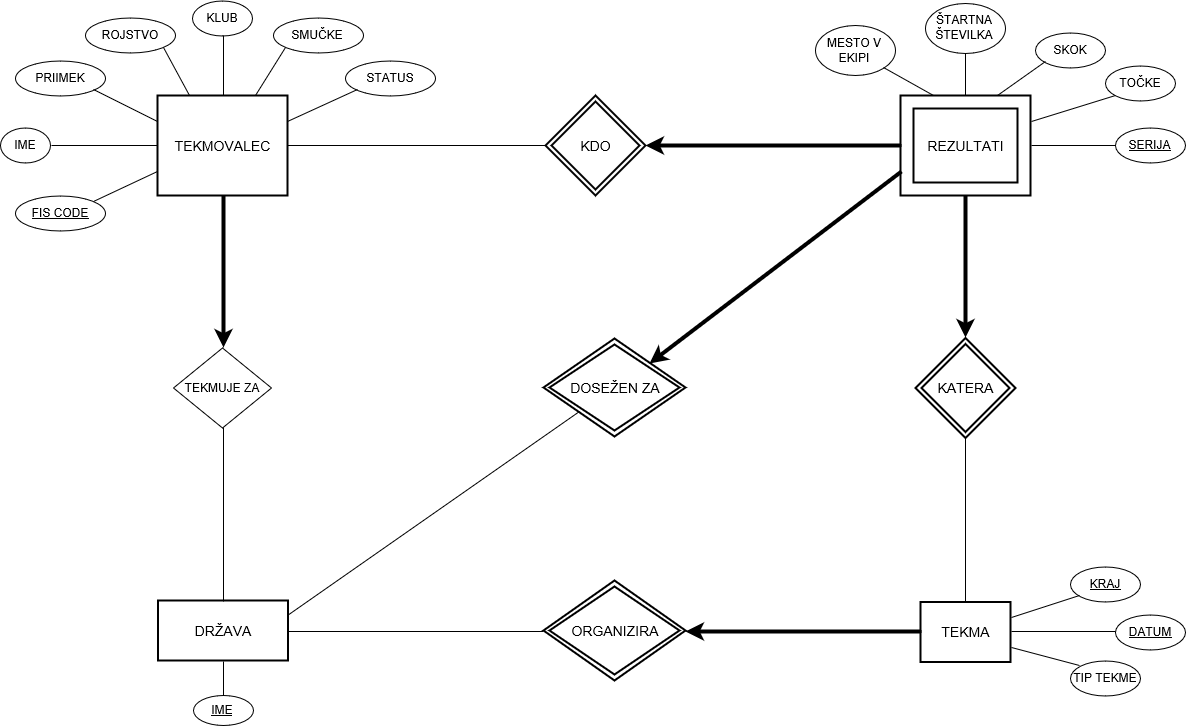 KLUB
ROJSTVO
SMUČKE
PRIIMEK
STATUS
IME
TEKMOVALEC
FIS CODE
KDO
MESTO V
EKIPI
ŠTARTNA
ŠTEVILKA
SKOK
TOČKE
SERIJA
REZULTATI
TEKMUJE ZA
DOSEŽEN ZA
KATERA
DRŽAVA
IME
ORGANIZIRA
TEKMA
KRAJ
DATUM
TIP TEKME